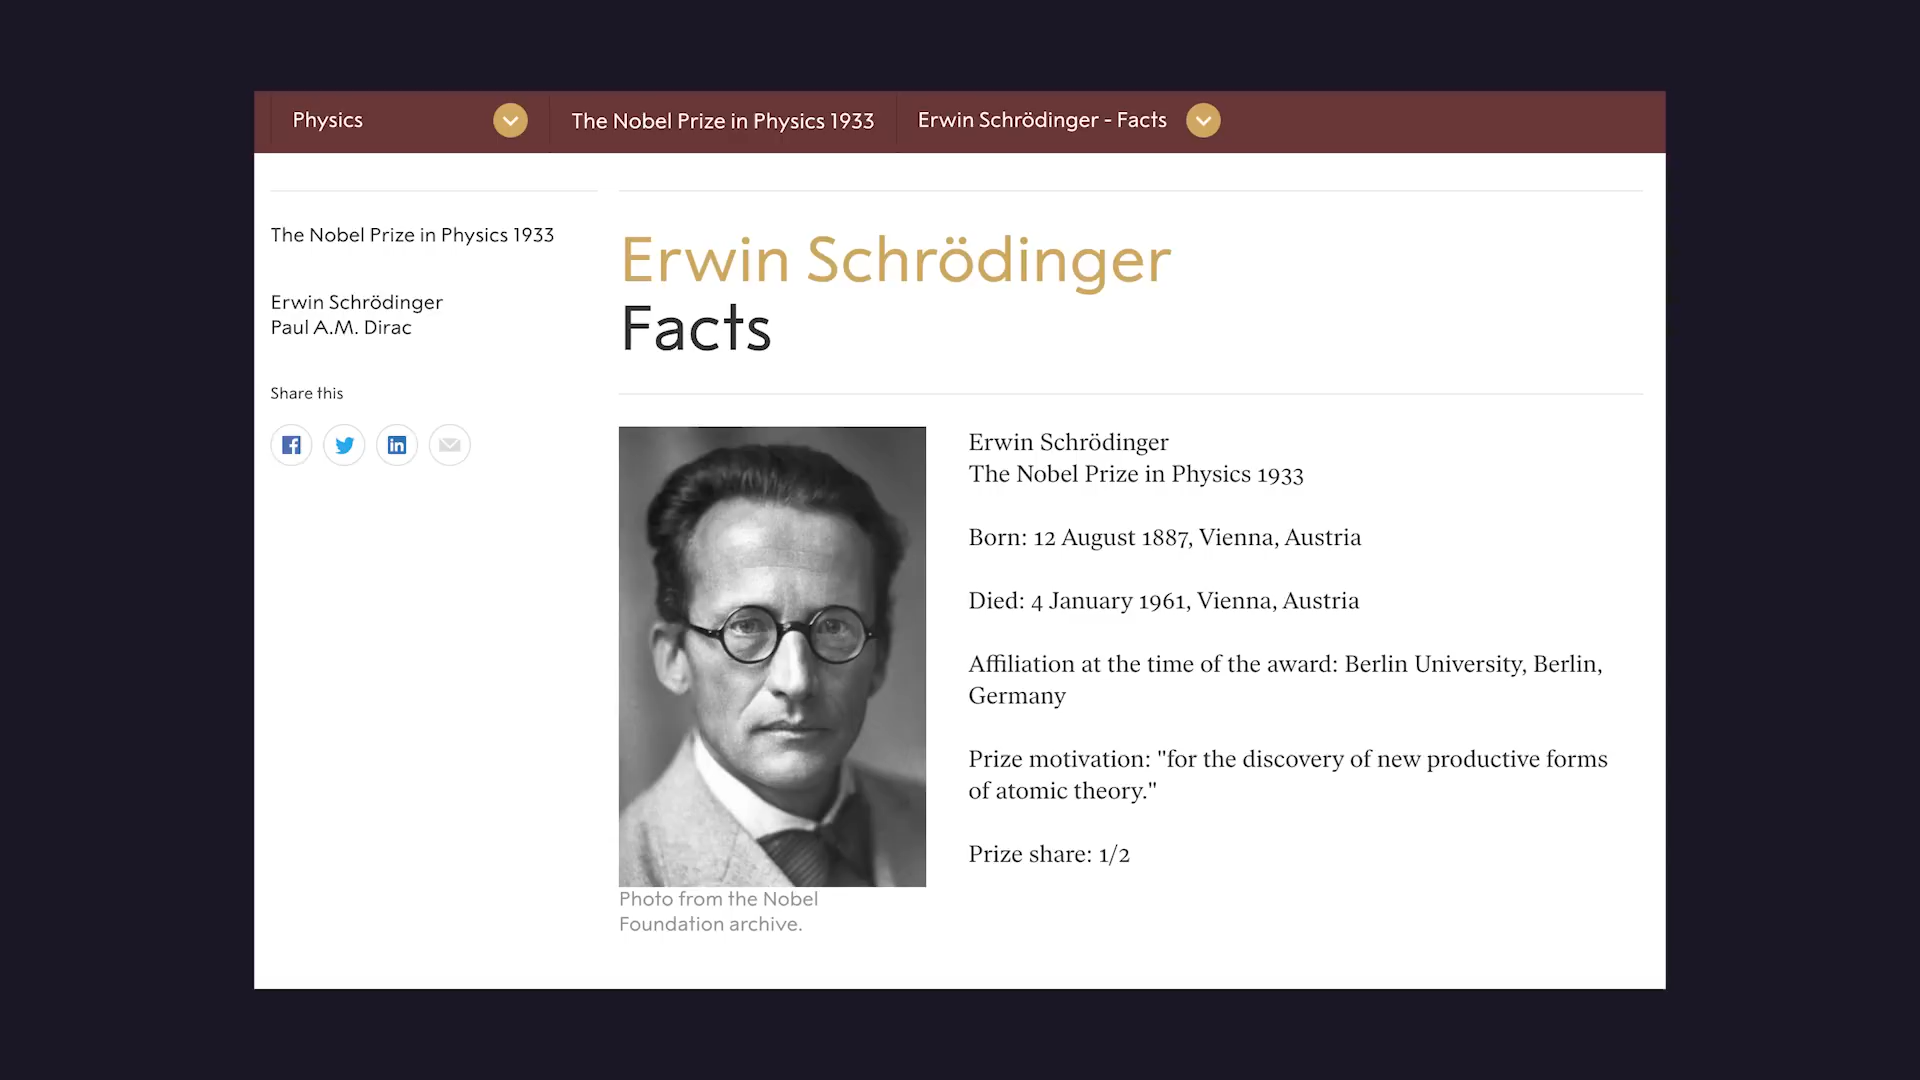 Physics
The Nobel Prize in Physics 1933
Erwin Schrödinger - Facts
The Nobel Prize in Physics 1933
Erwin Schrödinger
Paul A.M. Dirac
Share this
Erwin Schrödinger
Facts
Erwin Schrödinger
The Nobel Prize in Physics 1933
Born: 12 August 1887, Vienna, Austria
Died: 4 January 1961, Vienna, Austria
Affiliation at the time of the award: Berlin University, Berlin,
Germany
Prize motivation: "for the discovery of new productive forms
of atomic theory."
Prize share: 1/2
Photo from the Nobel
Foundation archive.